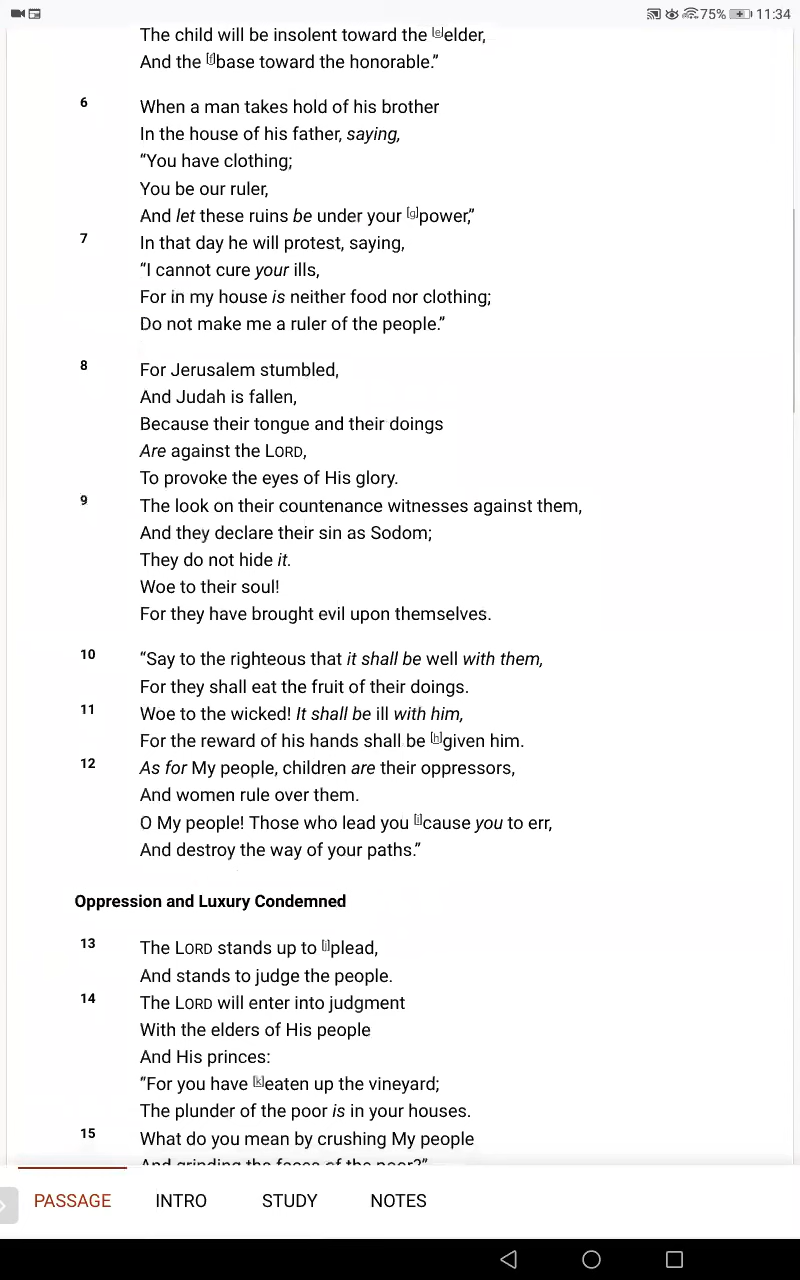 75% 11:34
The child will be insolent toward the [e]elder,
And the [f]base toward the honorable.”
6 When a man takes hold of his brother
In the house of his father, saying,
“You have clothing;
You be our ruler,
And let these ruins be under your [g]power,”
7 In that day he will protest, saying,
“I cannot cure your ills,
For in my house is neither food nor clothing;
Do not make me a ruler of the people.”
8 For Jerusalem stumbled,
And Judah is fallen,
Because their tongue and their doings
Are against the LORD,
To provoke the eyes of His glory.
9 The look on their countenance witnesses against them,
And they declare their sin as Sodom;
They do not hide it.
Woe to their soul!
For they have brought evil upon themselves.
10 “Say to the righteous that it shall be well with them,
For they shall eat the fruit of their doings.
11 Woe to the wicked! It shall be ill with him,
For the reward of his hands shall be [h]given him.
12 As for My people, children are their oppressors,
And women rule over them.
O My people! Those who lead you [i]cause you to err,
And destroy the way of your paths.”
Oppression and Luxury Condemned
13 The LORD stands up to [j]plead,
And stands to judge the people.
14 The LORD will enter into judgment
With the elders of His people
And His princes:
“For you have [k]eaten up the vineyard;
The plunder of the poor is in your houses.
15 What do you mean by crushing My people
And grinding the faces of the poor?”
PASSAGE INTRO STUDY NOTES